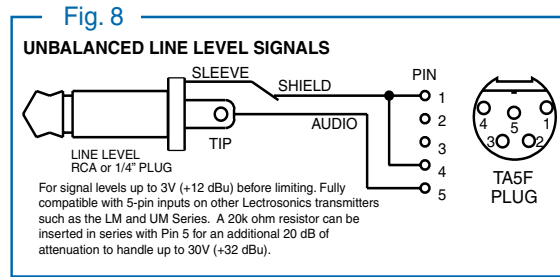 Fig. 8
UNBALANCED LINE LEVEL SIGNALS
SLEEVE
SHIELD
PIN
1
2
3
4
5
AUDIO
TIP
LINE LEVEL
RCA or 1/4" PLUG
4
5
1
3
2
TA5F
PLUG
For signal levels up to 3V (+12 dBu) before limiting. Fully
compatible with 5-pin inputs on other Lectrosonics transmitters
such as the LM and UM Series. A 20k ohm resistor can be
inserted in series with Pin 5 for an additional 20 dB of
attenuation to handle up to 30V (+32 dBu).